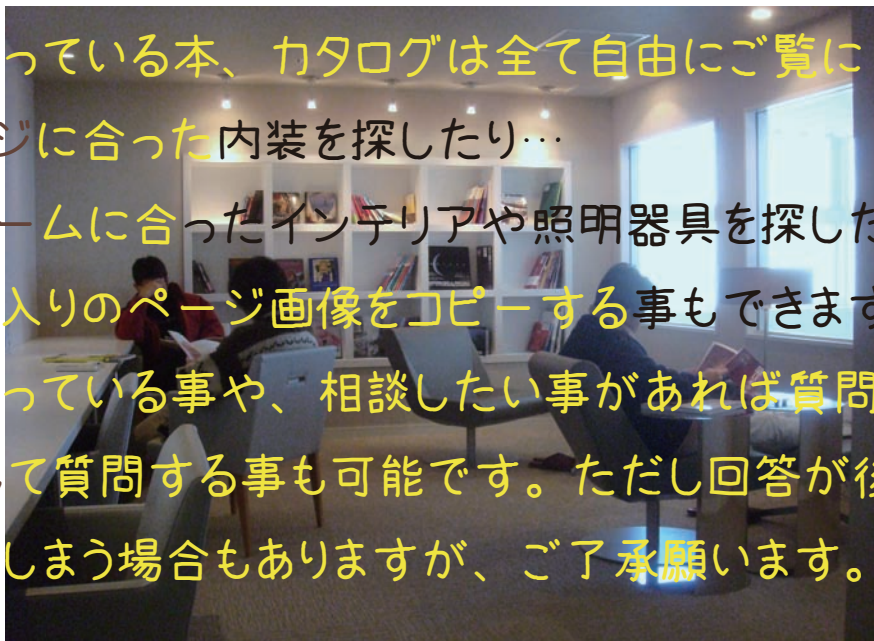 っている本、カタログは全て自由にご覧に
ジに合った内装を探したり…
ームに合ったインテリアや照明器具を探した
入りのページ画像をコピーする事もできます
っている事や、相談したい事があれば質問
して質問する事も可能です。ただし回答が後
しまう場合もありますが、ご了承願います。